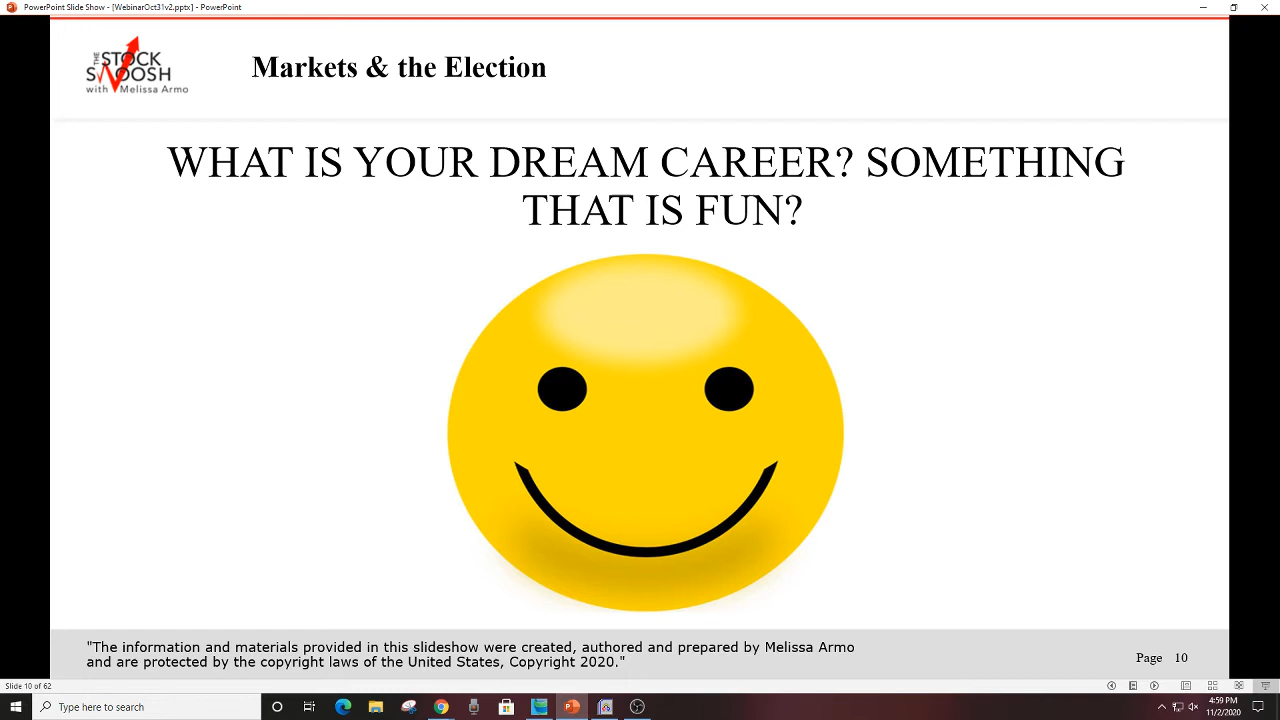 PowerPoint Slide Show - [WebinarOct31v2.pptx] - PowerPoint
THE STOCK
SWOOSH
with Melissa Armo
Markets & the Election
WHAT IS YOUR DREAM CAREER? SOMETHING
THAT IS FUN?
"The information and materials provided in this slideshow were created, authored and prepared by Melissa Armo
and are protected by the copyright laws of the United States, Copyright 2020."
Page 10
Slide 10 of 62
Type here to search
4:59 PM
11/2/2020